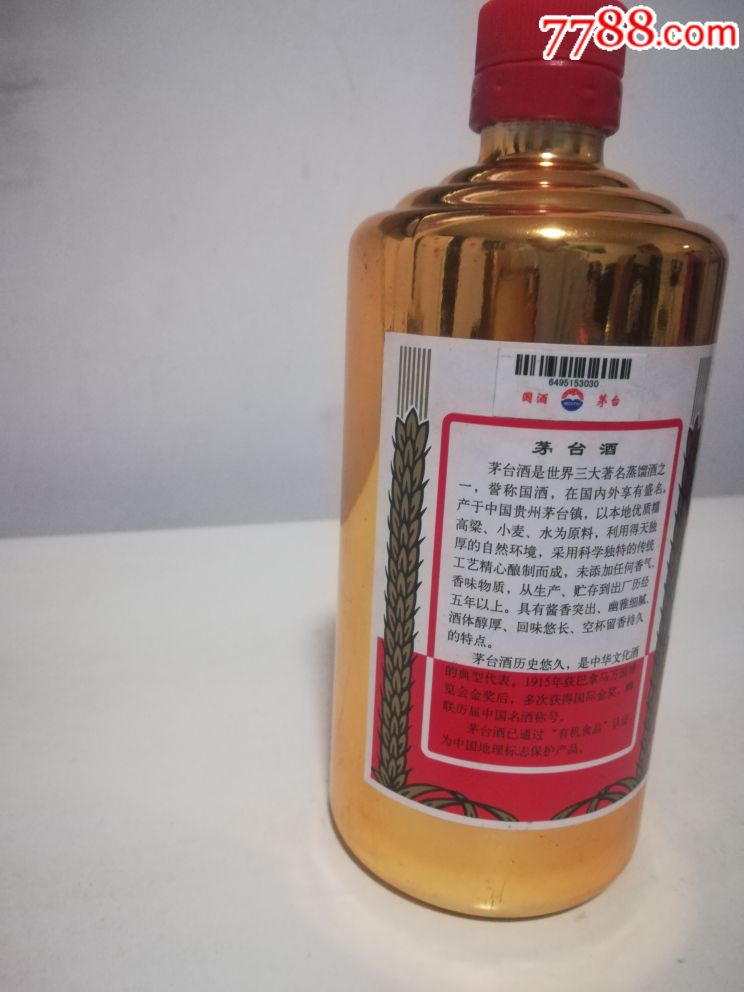 7788.com
6495153030
国酒 茅台
茅台酒
茅台酒是世界三大著名蒸馏酒之
一，誉称国酒，在国内外享有盛名。
产于中国贵州茅台镇，以本地优质糯
高粱、小麦、水为原料，利用得天独
厚的自然环境，采用科学独特的传统
工艺精心酿制而成，未添加任何香气、
香味物质，从生产、贮存到出厂历经
五年以上。具有酱香突出、幽雅细腻、
酒体醇厚、回味悠长、空杯留香持久
的特点。
茅台酒历史悠久，是中华文化酒
的典型代表。1915年获巴拿马万国博
览会金奖后，多次获得国际金奖，蝉
联历届中国名酒称号。
茅台酒已通过“有机食品”认证，
为中国地理标志保护产品。